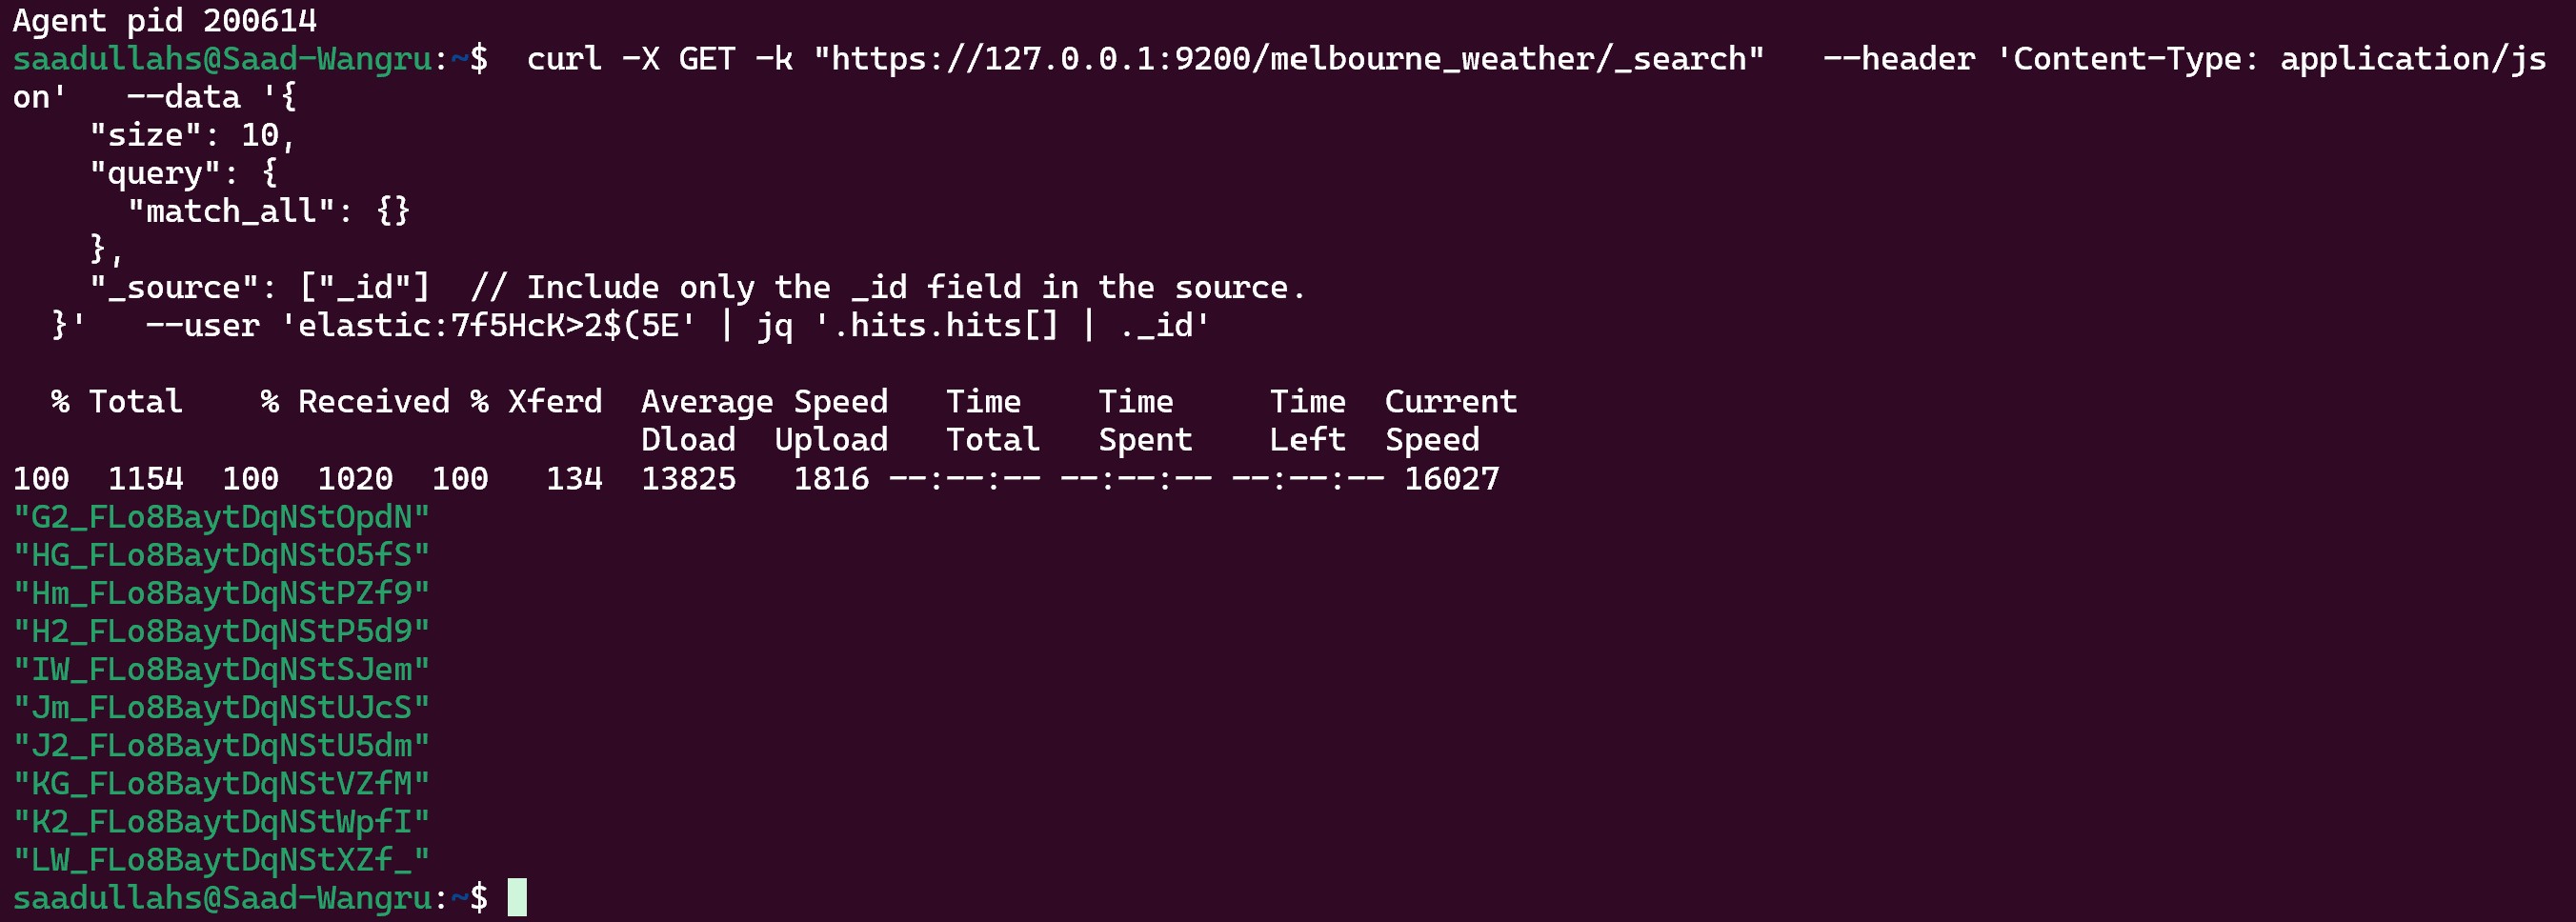 Agent pid 200614
saadullahs@Saad-Wangru:~$  curl -X GET -k "https://127.0.0.1:9200/melbourne_weather/_search"   --header 'Content-Type: application/js
on'   --data '{
    "size": 10,
    "query": {
      "match_all": {}
    },
    "_source": ["_id"]  // Include only the _id field in the source.
  }'   --user 'elastic:7f5HcK>2$(5E' | jq '.hits.hits[] | ._id'
  % Total    % Received % Xferd  Average Speed   Time    Time     Time  Current
                                 Dload  Upload   Total   Spent    Left  Speed
100  1154  100  1020  100   134  13825   1816 --:--:-- --:--:-- --:--:-- 16027
"G2_FLo8BaytDqNStOpdN"
"HG_FLo8BaytDqNStO5fS"
"Hm_FLo8BaytDqNStPZf9"
"H2_FLo8BaytDqNStP5d9"
"IW_FLo8BaytDqNStSJem"
"Jm_FLo8BaytDqNStUJcS"
"J2_FLo8BaytDqNStU5dm"
"KG_FLo8BaytDqNStVZfM"
"K2_FLo8BaytDqNStWpfI"
"LW_FLo8BaytDqNStXZf_"
saadullahs@Saad-Wangru:~$